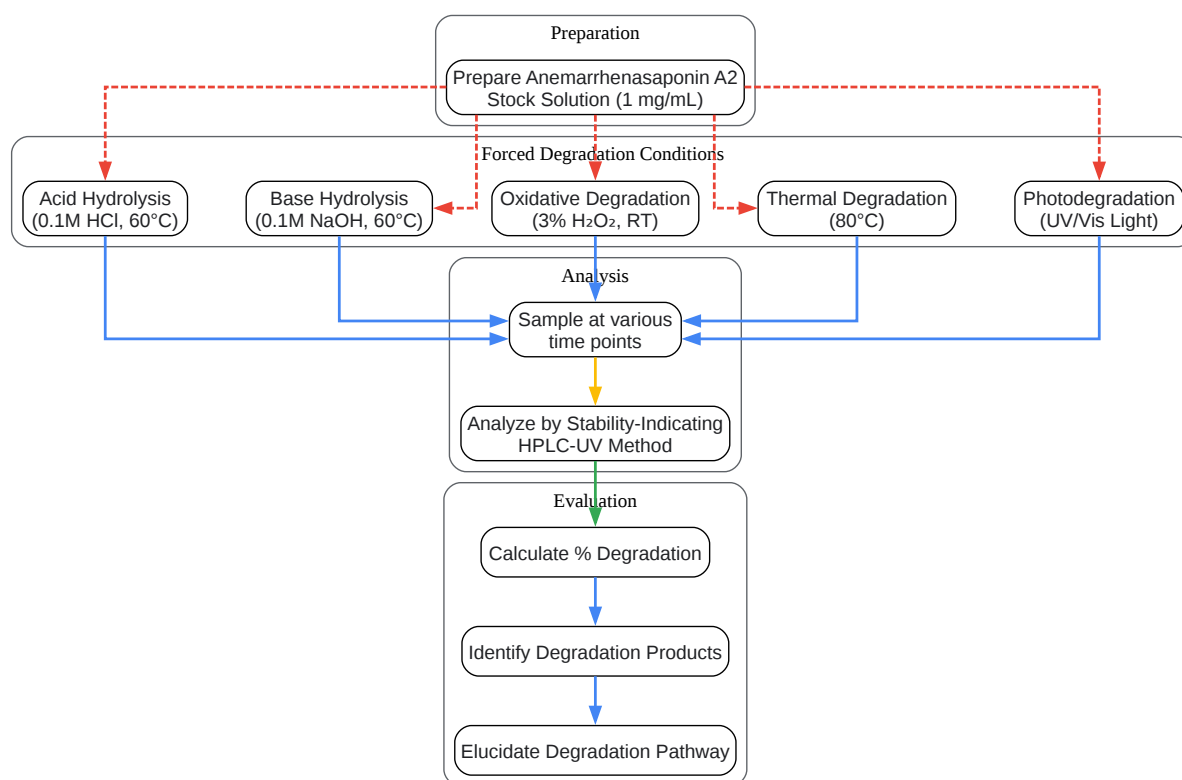 Preparation
Prepare Anemarrhenasaponin A2
Stock Solution (1 mg/mL)
Forced Degradation Conditions
Acid Hydrolysis
(0.1M HCl, 60°C)
Base Hydrolysis
(0.1M NaOH, 60°C)
Oxidative Degradation
(3% H₂O₂, RT)
Thermal Degradation
(80°C)
Photodegradation
(UV/Vis Light)
Analysis
Sample at various
time points
Analyze by Stability-Indicating
HPLC-UV Method
Evaluation
Calculate % Degradation
Identify Degradation Products
Elucidate Degradation Pathway